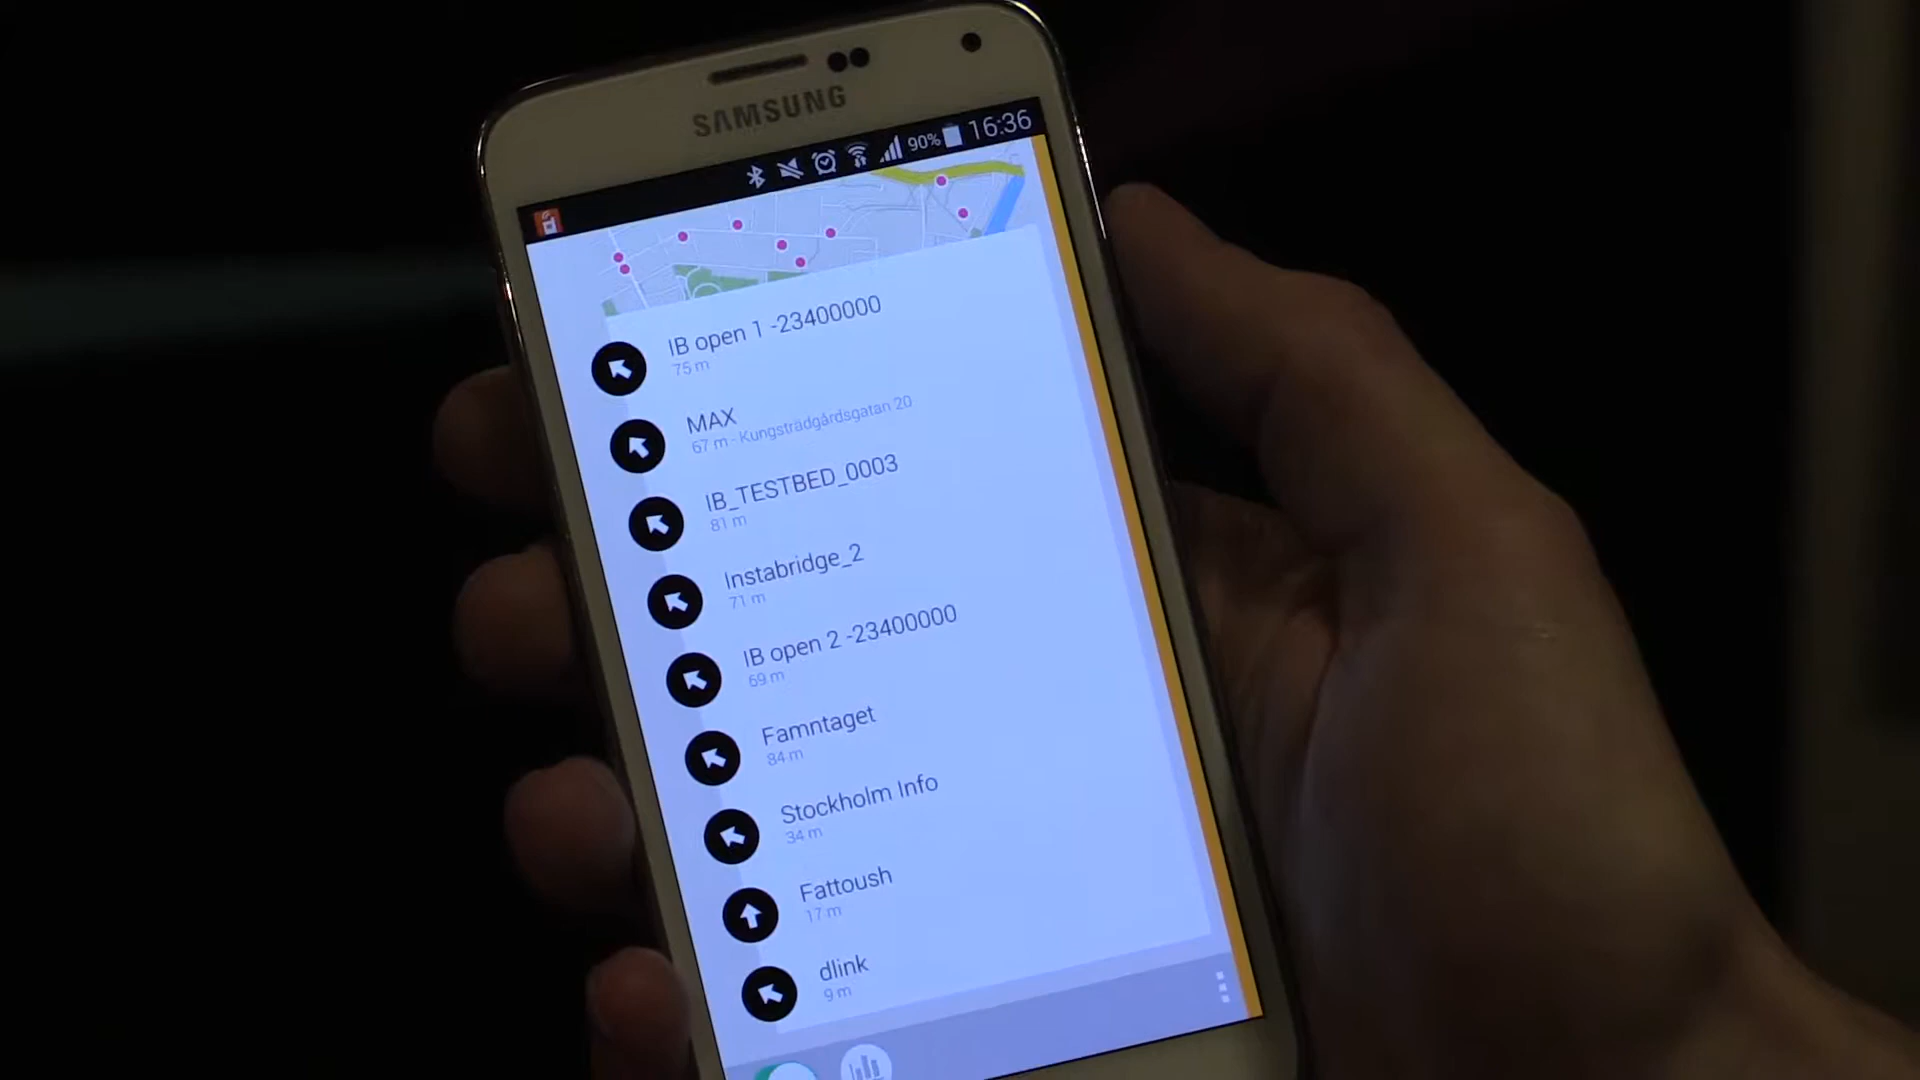 SAMSUNG
90% 16:36
IB open 1 -23400000
75 m
MAX
67 m - Kungsträdgårdsgatan 20
IB_TESTBED_0003
81 m
Instabridge_2
71 m
IB open 2 -23400000
69 m
Famntaget
84 m
Stockholm Info
34 m
Fattoush
17 m
dlink
9 m